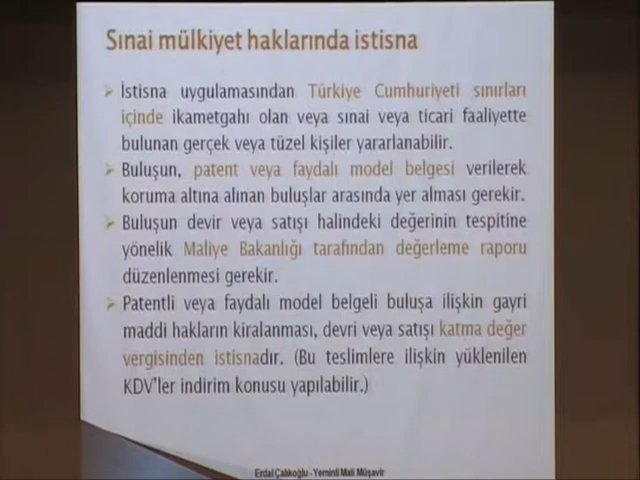 Sınai mülkiyet haklarında istisna
İstisna uygulamasından Türkiye Cumhuriyeti sınırları
içinde ikametgahı olan veya sınai veya ticari faaliyette
bulunan gerçek veya tüzel kişiler yararlanabilir.
Buluşun, patent veya faydalı model belgesi verilerek
koruma altına alınan buluşlar arasında yer alması gerekir.
Buluşun devir veya satışı halindeki değerinin tespitine
yönelik Maliye Bakanlığı tarafından değerleme raporu
düzenlenmesi gerekir.
Patentli veya faydalı model belgeli buluşa ilişkin gayri
maddi hakların kiralanması, devri veya satışı katma değer
vergisinden istisnadır. (Bu teslimlere ilişkin yüklenilen
KDV'ler indirim konusu yapılabilir.)
Erdal Çalıkoğlu - Yeminli Mali Müşavir